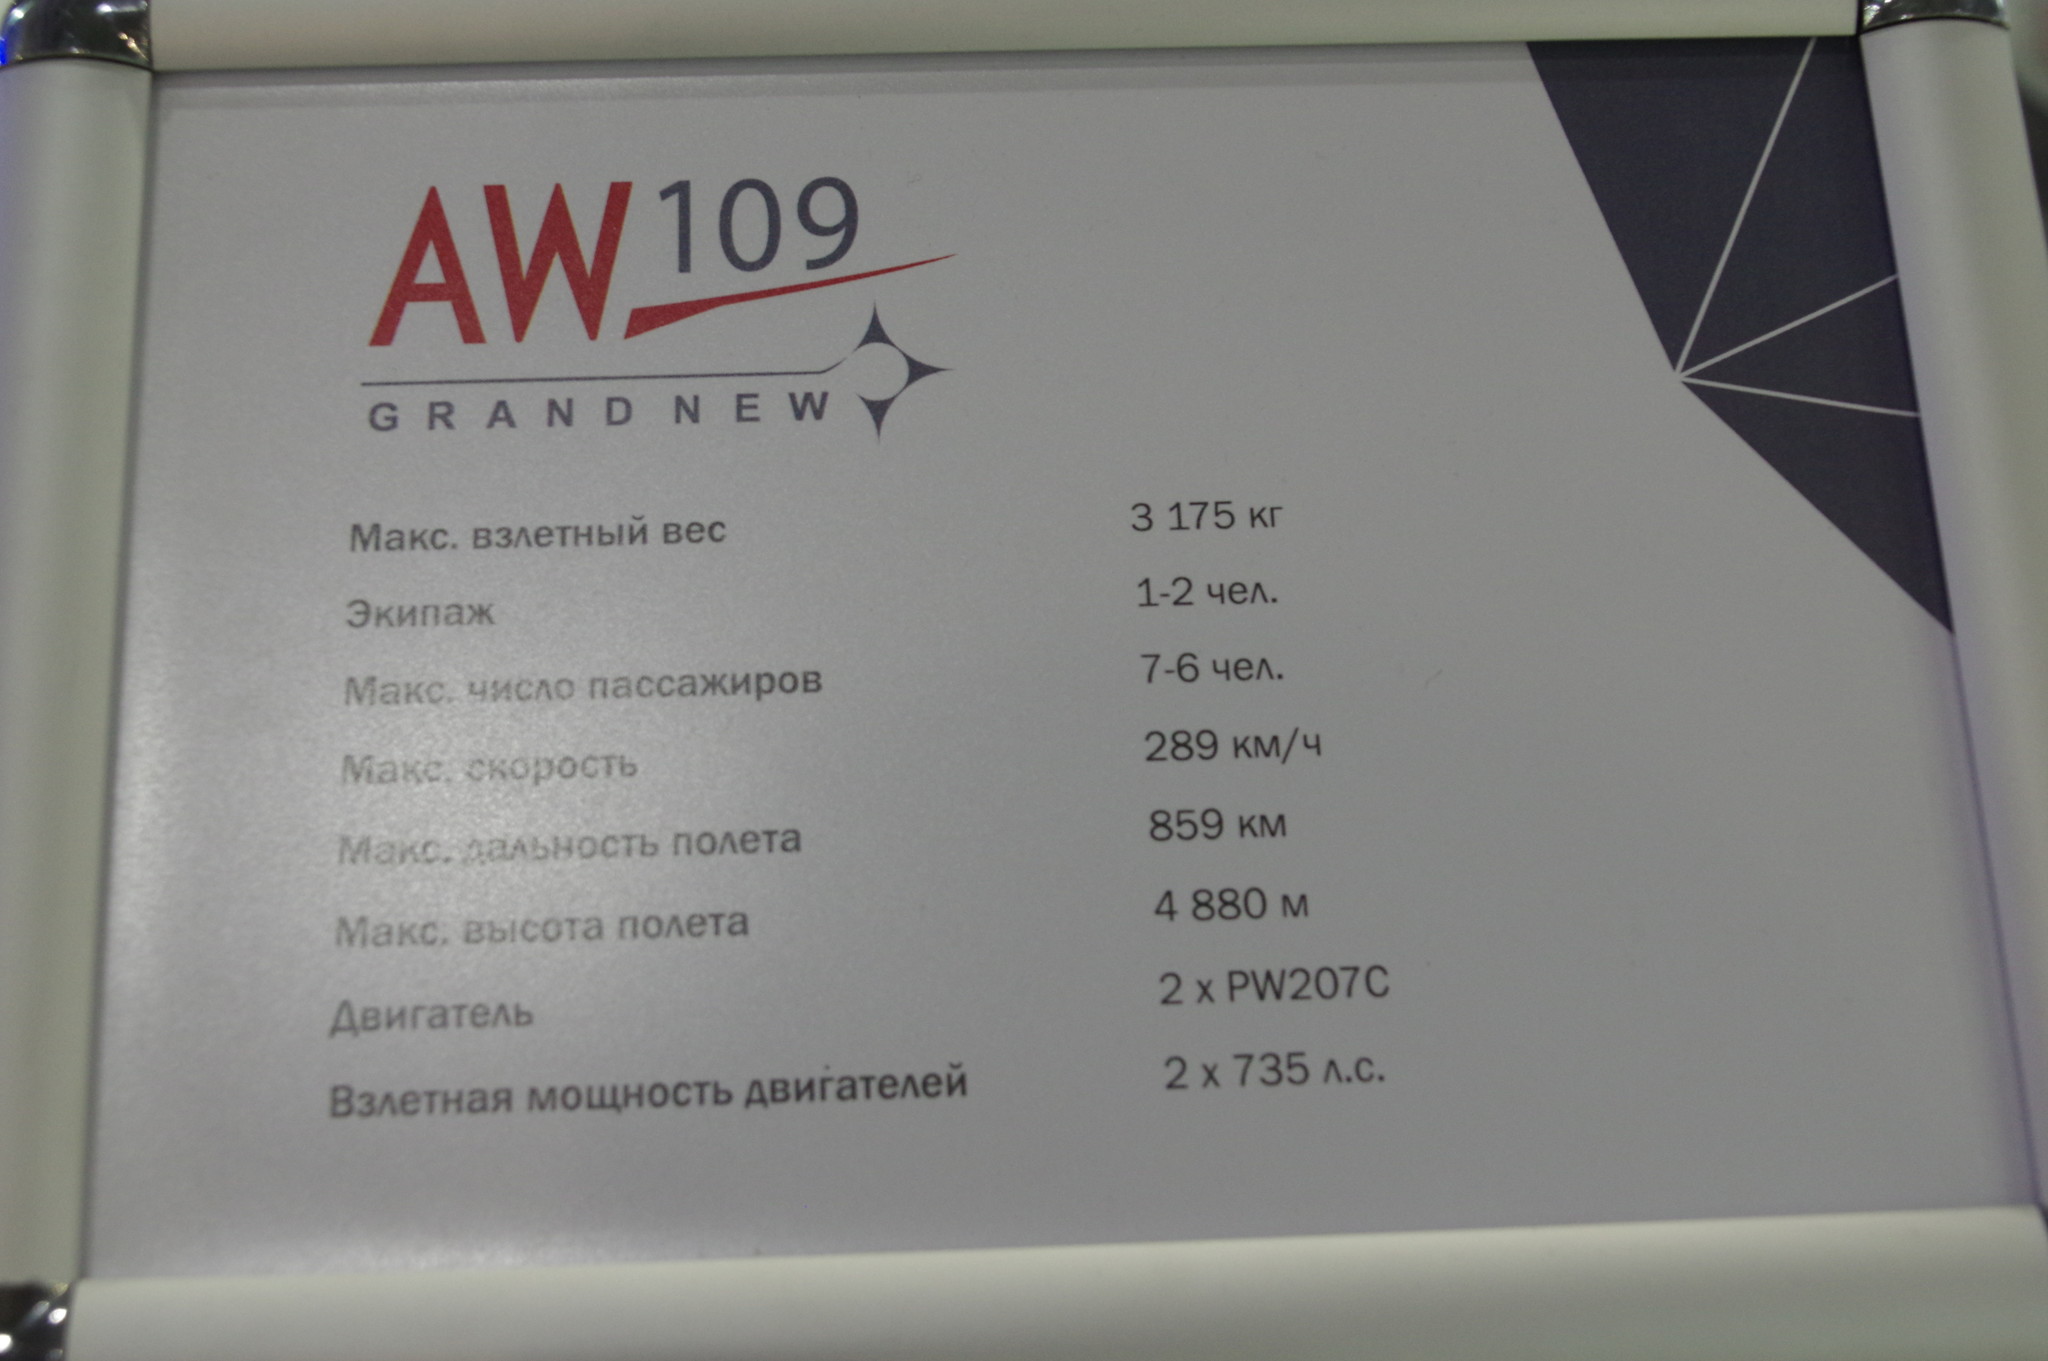 AW109
GRAND NEW
Макс. взлетный вес 3 175 кг
Экипаж 1-2 чел.
Макс. число пассажиров 7-6 чел.
Макс. скорость 289 км/ч
Макс. дальность полета 859 км
Макс. высота полета 4 880 м
Двигатель 2 x PW207C
Взлетная мощность двигателей 2 x 735 л.с.